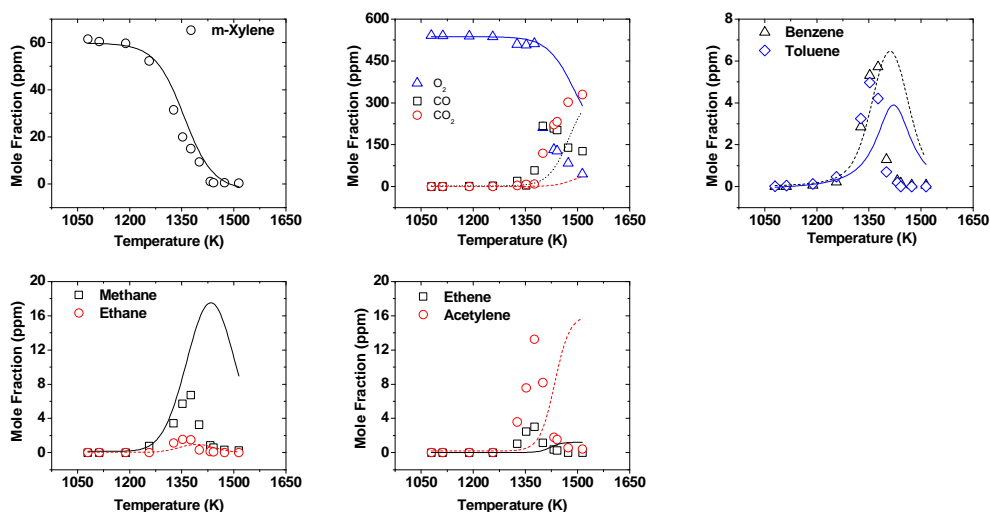 m-Xylene
Mole Fraction (ppm)
60
40
20
0
1050 1200 1350 1500 1650
Temperature (K)
O2
CO
CO2
Mole Fraction (ppm)
600
450
300
150
0
1050 1200 1350 1500 1650
Temperature (K)
Benzene
Toluene
Mole Fraction (ppm)
8
6
4
2
0
1050 1200 1350 1500 1650
Temperature (K)
Methane
Ethane
Mole Fraction (ppm)
20
16
12
8
4
0
1050 1200 1350 1500 1650
Temperature (K)
Ethene
Acetylene
Mole Fraction (ppm)
20
16
12
8
4
0
1050 1200 1350 1500 1650
Temperature (K)